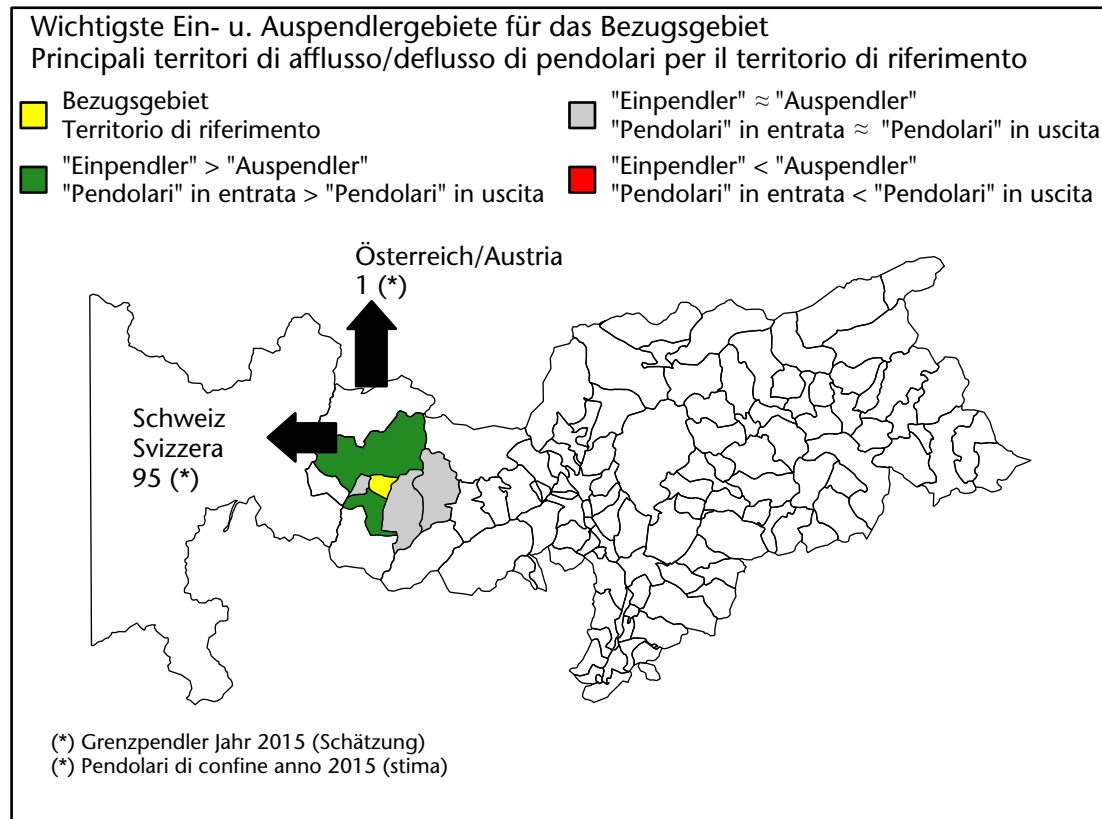 Wichtigste Ein- u. Auspendlergebiete für das Bezugsgebiet
Principali territori di afflusso/deflusso di pendolari per il territorio di riferimento
Bezugsgebiet
Territorio di riferimento
"Einpendler" > "Auspendler"
"Pendolari" in entrata > "Pendolari" in uscita
"Einpendler" ≈ "Auspendler"
"Pendolari" in entrata ≈ "Pendolari" in uscita
"Einpendler" < "Auspendler"
"Pendolari" in entrata < "Pendolari" in uscita
Österreich/Austria
1 (*)
Schweiz
Svizzera
95 (*)
(*) Grenzpendler Jahr 2015 (Schätzung)
(*) Pendolari di confine anno 2015 (stima)